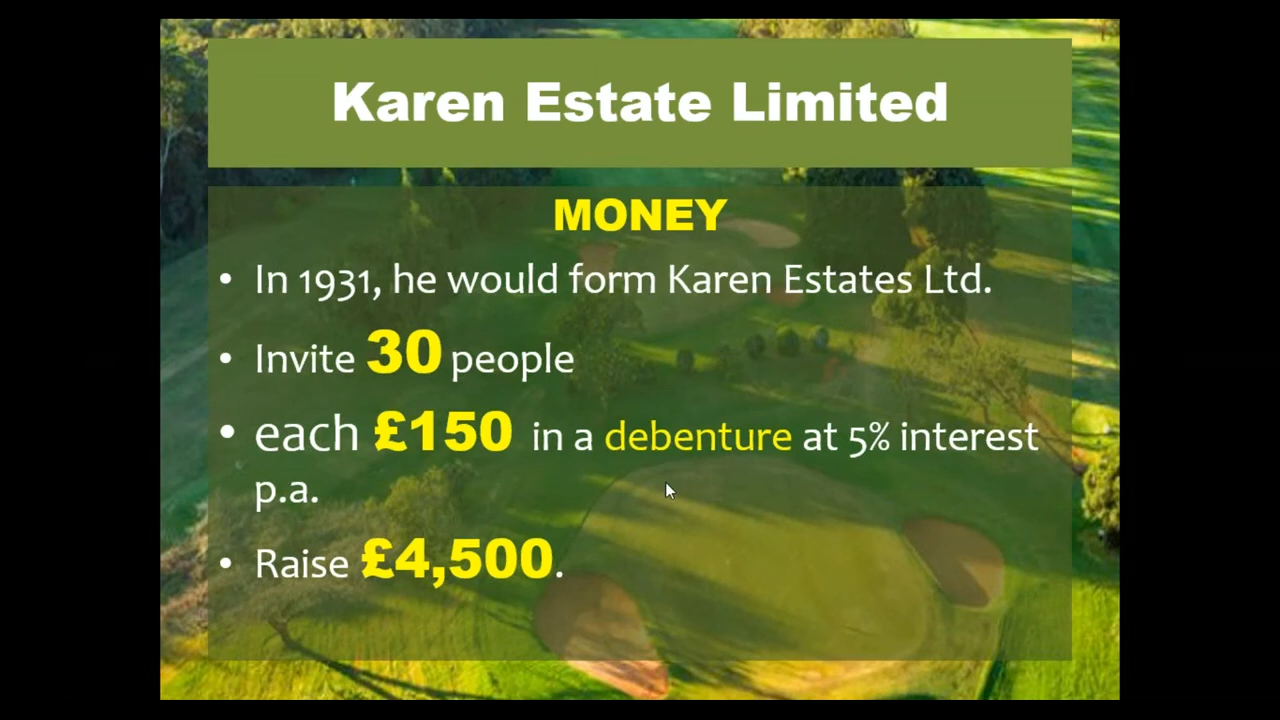 Karen Estate Limited
MONEY
• In 1931, he would form Karen Estates Ltd.
• Invite 30 people
• each £150 in a debenture at 5% interest
p.a.
• Raise £4,500.